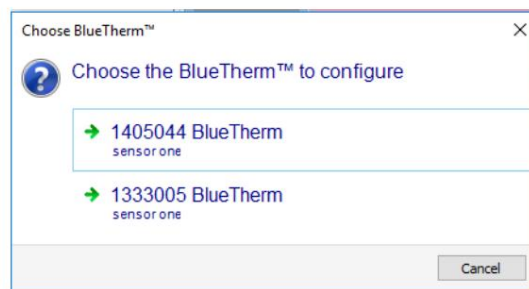 Choose BlueTherm™
Choose the BlueTherm™ to configure
1405044 BlueTherm
sensor one
1333005 BlueTherm
sensor one
Cancel